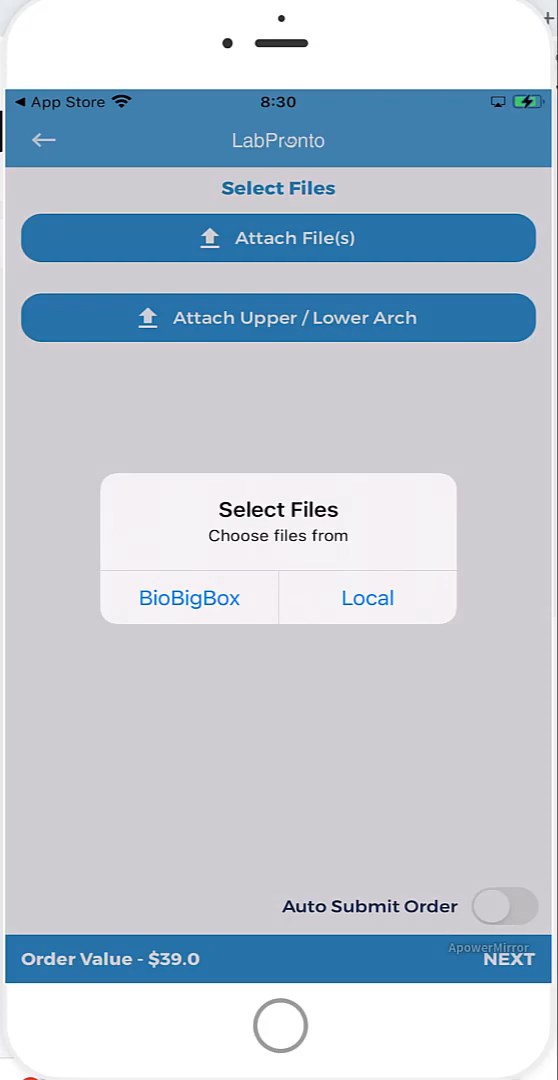 App Store 8:30
LabPronto
Select Files
Attach File(s)
Attach Upper / Lower Arch
Select Files
Choose files from
BioBigBox Local
Auto Submit Order
ApowerMirror
Order Value - $39.0 NEXT